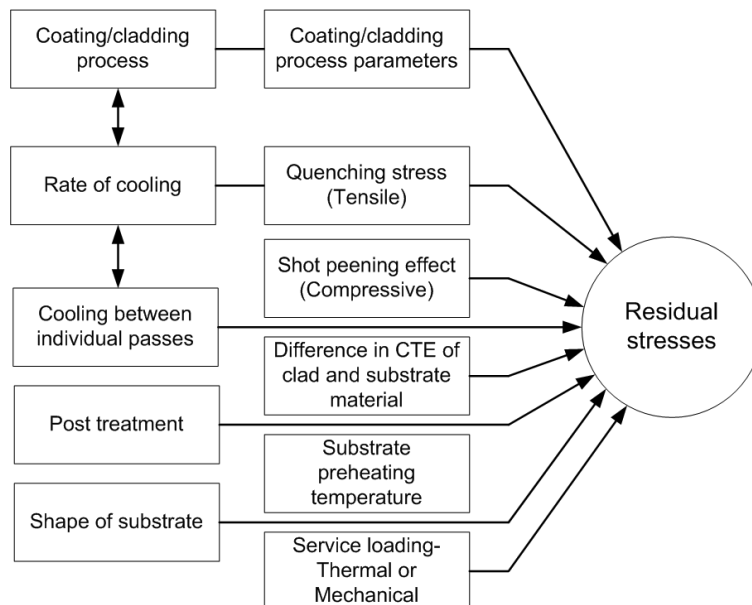 Coating/cladding
process
Coating/cladding
process parameters
Rate of cooling
Quenching stress
(Tensile)
Shot peening effect
(Compressive)
Cooling between
individual passes
Residual
stresses
Difference in CTE of
clad and substrate
material
Post treatment
Substrate
preheating
temperature
Shape of substrate
Service loading-
Thermal or
Mechanical